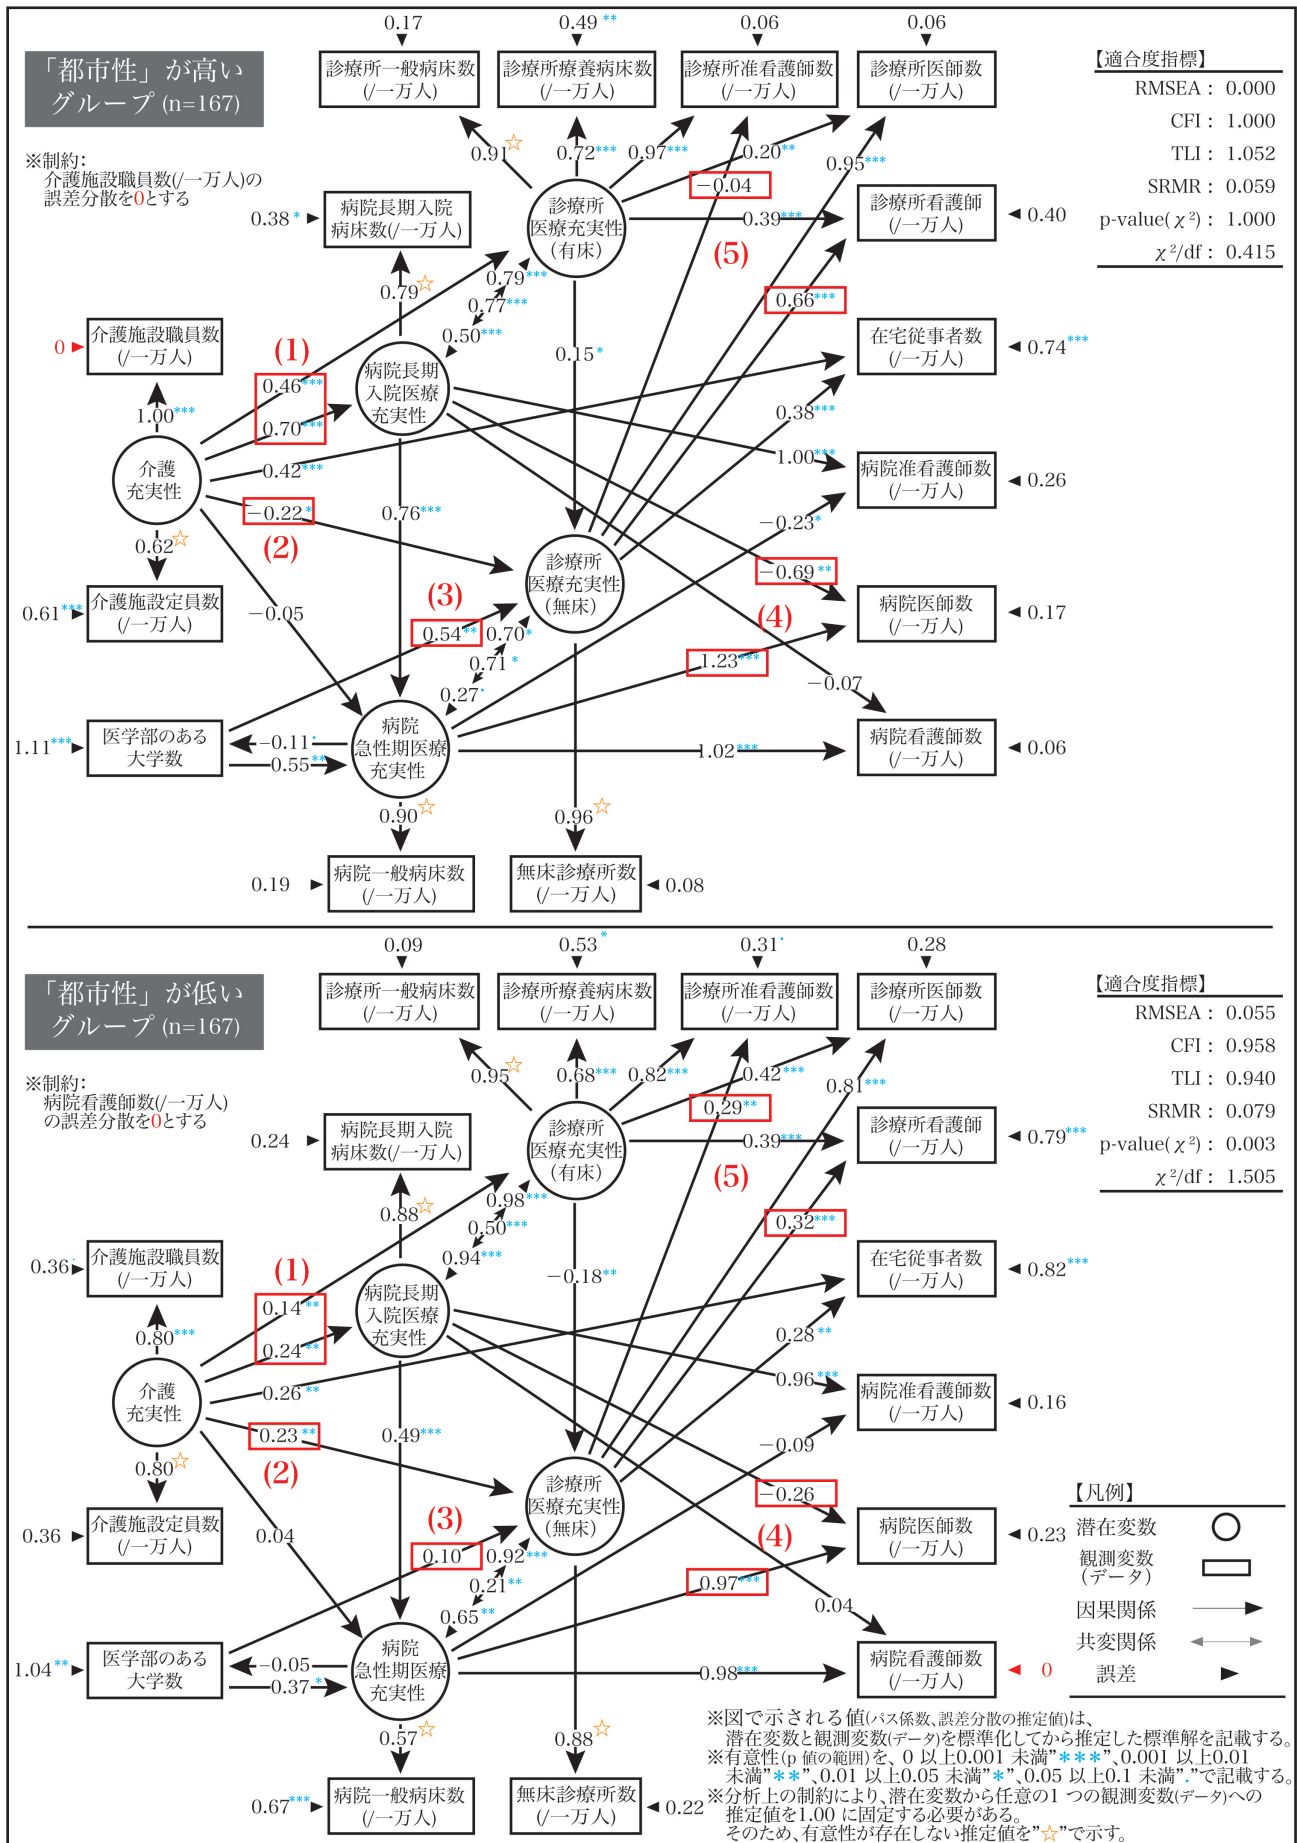 0.17
0.49 **
0.06
0.06
「都市性」が高い
グループ (n=167)
診療所一般病床数
(/一万人)
診療所療養病床数
(/一万人)
診療所准看護師数
(/一万人)
診療所医師数
(/一万人)
【適合度指標】
RMSEA : 0.000
CFI : 1.000
TLI : 1.052
SRMR : 0.059
p-value(χ²) : 1.000
χ²/df : 0.415
※制約:
介護施設職員数(/一万人)の
誤差分散を0とする
0.91☆
0.72***
0.97***
0.20**
0.95***
−0.04
0.38 *
病院長期入院
病床数(/一万人)
診療所
医療充実性
(有床)
0.39***
診療所看護師
(/一万人)
0.40
(5)
0.79☆
0.79***
0.77***
0.50***
0.66***
0
介護施設職員数
(/一万人)
(1)
0.46***
0.70***
病院長期
入院医療
充実性
0.15*
在宅従事者数
(/一万人)
0.74***
1.00***
0.38***
介護
充実性
0.42***
1.00***
病院准看護師数
(/一万人)
0.26
−0.22*
0.76***
−0.23*
(2)
0.62☆
診療所
医療充実性
(無床)
−0.69**
0.61***
介護施設定員数
(/一万人)
−0.05
(3)
0.54**
0.70*
0.71*
0.27·
(4)
病院医師数
(/一万人)
0.17
1.23***
−0.07
1.11***
医学部のある
大学数
−0.11·
0.55**
病院
急性期医療
充実性
1.02***
病院看護師数
(/一万人)
0.06
0.90☆
0.96☆
0.19
病院一般病床数
(/一万人)
無床診療所数
(/一万人)
0.08
0.09
0.53*
0.31·
0.28
「都市性」が低い
グループ (n=167)
診療所一般病床数
(/一万人)
診療所療養病床数
(/一万人)
診療所准看護師数
(/一万人)
診療所医師数
(/一万人)
【適合度指標】
RMSEA : 0.055
CFI : 0.958
TLI : 0.940
SRMR : 0.079
p-value(χ²) : 0.003
χ²/df : 1.505
※制約:
病院看護師数(/一万人)
の誤差分散を0とする
0.95☆
0.68***
0.82***
0.42***
0.81***
0.29**
0.24
病院長期入院
病床数(/一万人)
診療所
医療充実性
(有床)
0.39***
診療所看護師
(/一万人)
0.79***
(5)
0.88☆
0.98***
0.50***
0.94***
0.32***
0.36·
介護施設職員数
(/一万人)
(1)
0.14**
0.24**
病院長期
入院医療
充実性
−0.18**
在宅従事者数
(/一万人)
0.82***
0.80***
0.28**
介護
充実性
0.26**
0.96***
病院准看護師数
(/一万人)
0.16
0.23**
0.49***
−0.09
(2)
0.80☆
診療所
医療充実性
(無床)
−0.26
0.36
介護施設定員数
(/一万人)
0.04
(3)
0.10
0.92***
0.21**
0.65**
(4)
病院医師数
(/一万人)
0.23
0.97***
0.04
1.04**
医学部のある
大学数
−0.05
0.37*
病院
急性期医療
充実性
0.98***
病院看護師数
(/一万人)
0
0.57☆
0.88☆
0.67***
病院一般病床数
(/一万人)
無床診療所数
(/一万人)
0.22
【凡例】
潜在変数
観測変数
(データ)
因果関係
共変関係
誤差
※図で示される値(パス係数、誤差分散の推定値)は、
潜在変数と観測変数(データ)を標準化してから推定した標準解を記載する。
※有意性(p 値の範囲)を、0 以上0.001 未満”***”、0.001 以上0.01
未満”**”、0.01 以上0.05 未満”*”、0.05 以上0.1 未満”.”で記載する。
※分析上の制約により、潜在変数から任意の1 つの観測変数(データ)への
推定値を1.00 に固定する必要がある。
そのため、有意性が存在しない推定値を”☆”で示す。